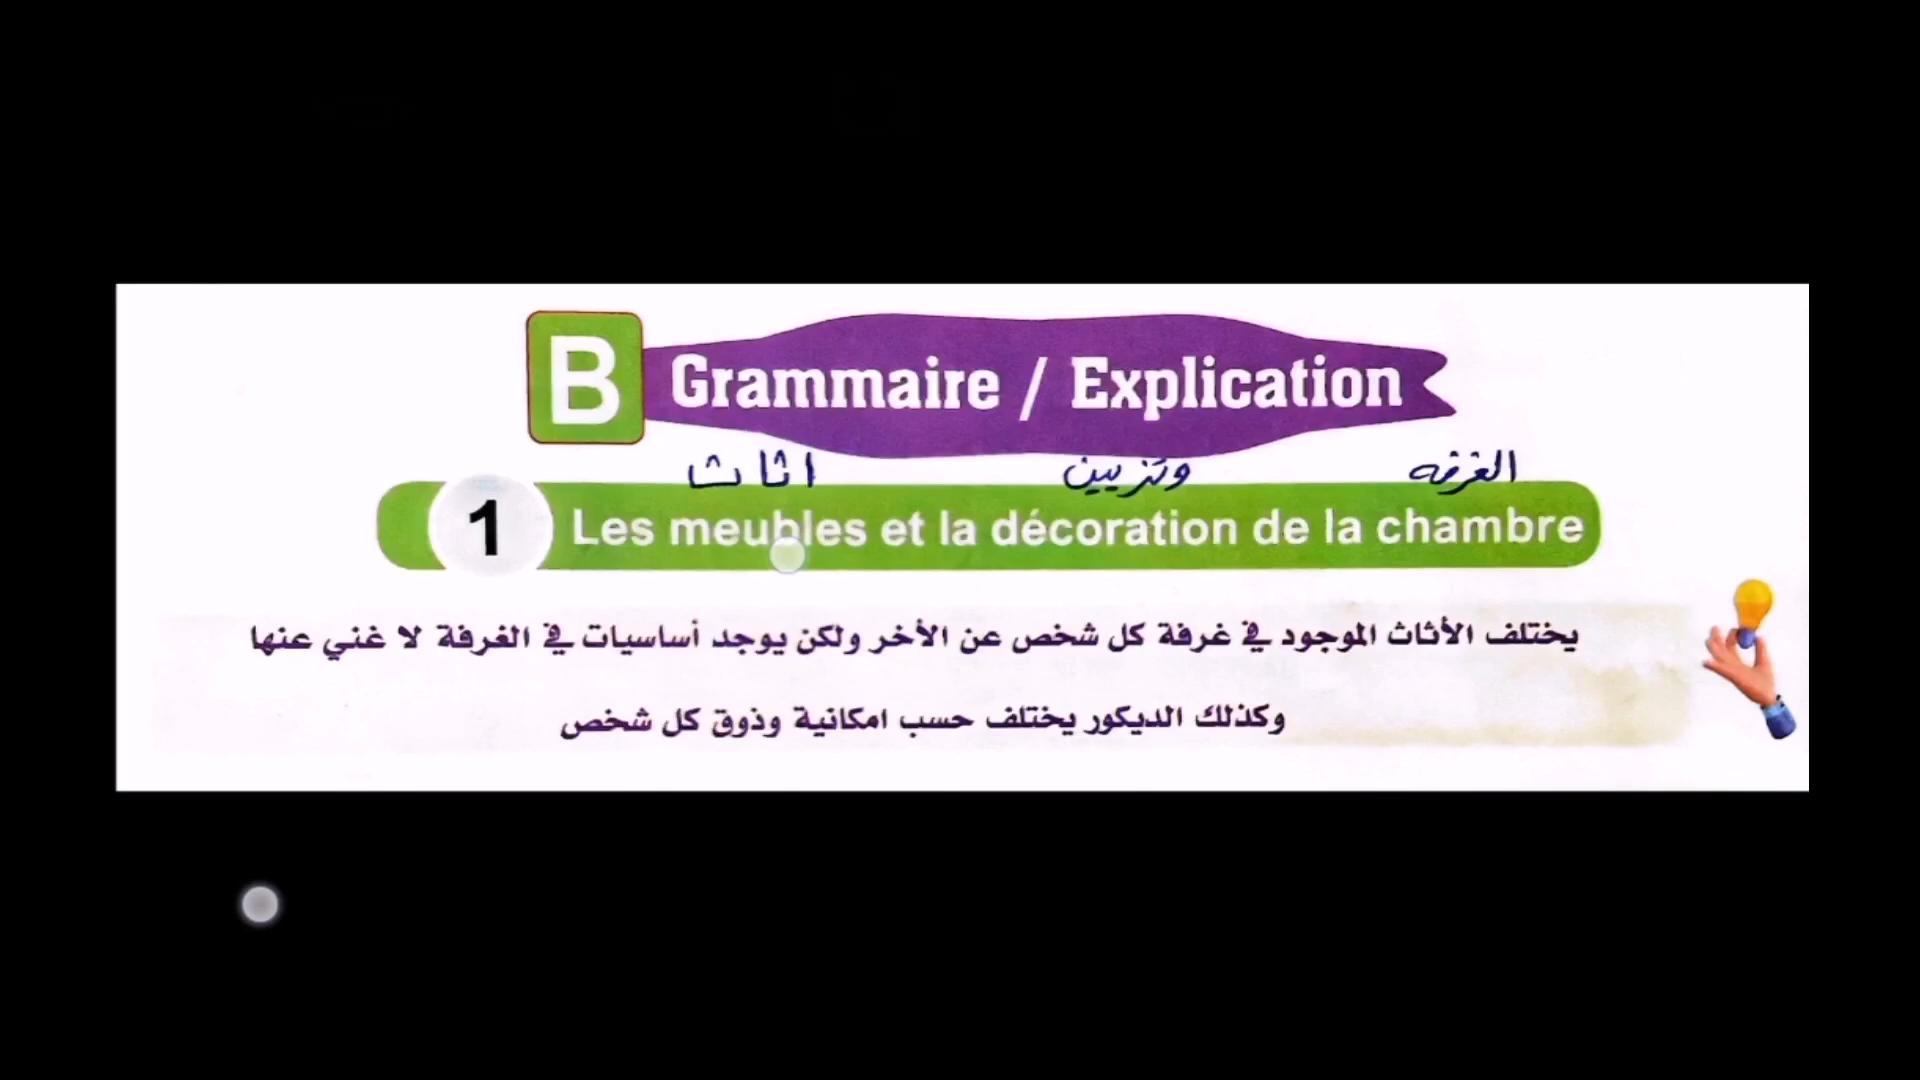 B Grammaire / Explication
اثاث وتزيين الغرفه
1 Les meubles et la décoration de la chambre
يختلف الأثاث الموجود في غرفة كل شخص عن الأخر ولكن يوجد أساسيات في الغرفة لا غني عنها
وكذلك الديكور يختلف حسب امكانية وذوق كل شخص